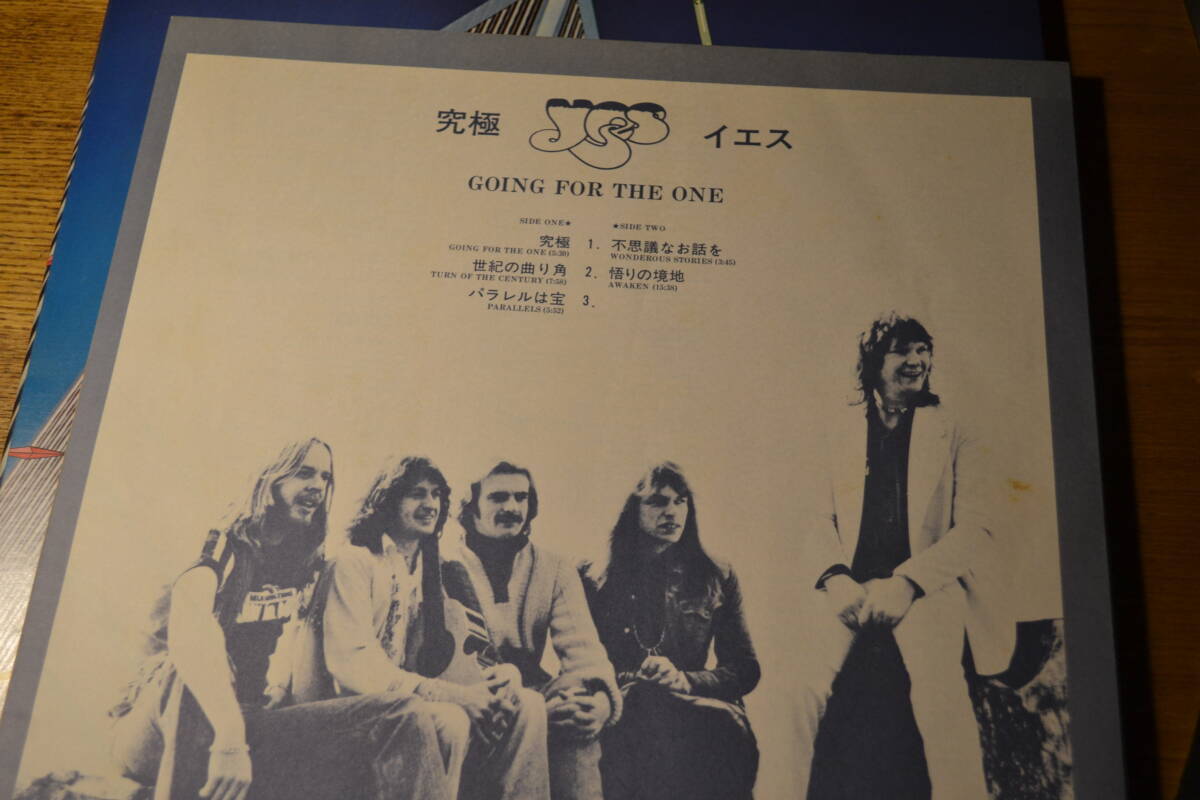 究極 YES イエス
GOING FOR THE ONE
SIDE ONE★
究極 1.
GOING FOR THE ONE (5:30)
世紀の曲り角
TURN OF THE CENTURY (7:58)
パラレルは宝
PARALLELS (5:52)
★SIDE TWO
不思議なお話を
WONDEROUS STORIES (3:45)
2. 悟りの境地
AWAKEN (15:38)
3.